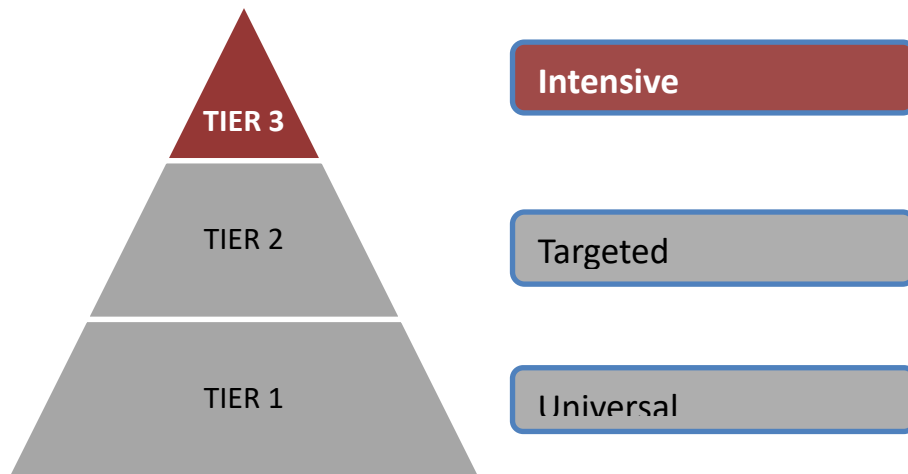 Intensive
TIER 3
TIER 2
Targeted
TIER 1
Universal